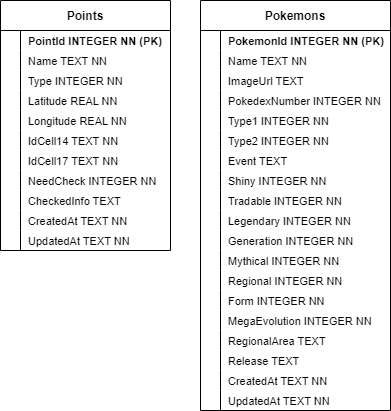 Points
PointId INTEGER NN (PK)
Name TEXT NN
Type INTEGER NN
Latitude REAL NN
Longitude REAL NN
IdCell14 TEXT NN
IdCell17 TEXT NN
NeedCheck INTEGER NN
CheckedInfo TEXT
CreatedAt TEXT NN
UpdatedAt TEXT NN
Pokemons
PokemonId INTEGER NN (PK)
Name TEXT NN
ImageUrl TEXT
PokedexNumber INTEGER NN
Type1 INTEGER NN
Type2 INTEGER NN
Event TEXT
Shiny INTEGER NN
Tradable INTEGER NN
Legendary INTEGER NN
Generation INTEGER NN
Mythical INTEGER NN
Regional INTEGER NN
Form INTEGER NN
MegaEvolution INTEGER NN
RegionalArea TEXT
Release TEXT
CreatedAt TEXT NN
UpdatedAt TEXT NN